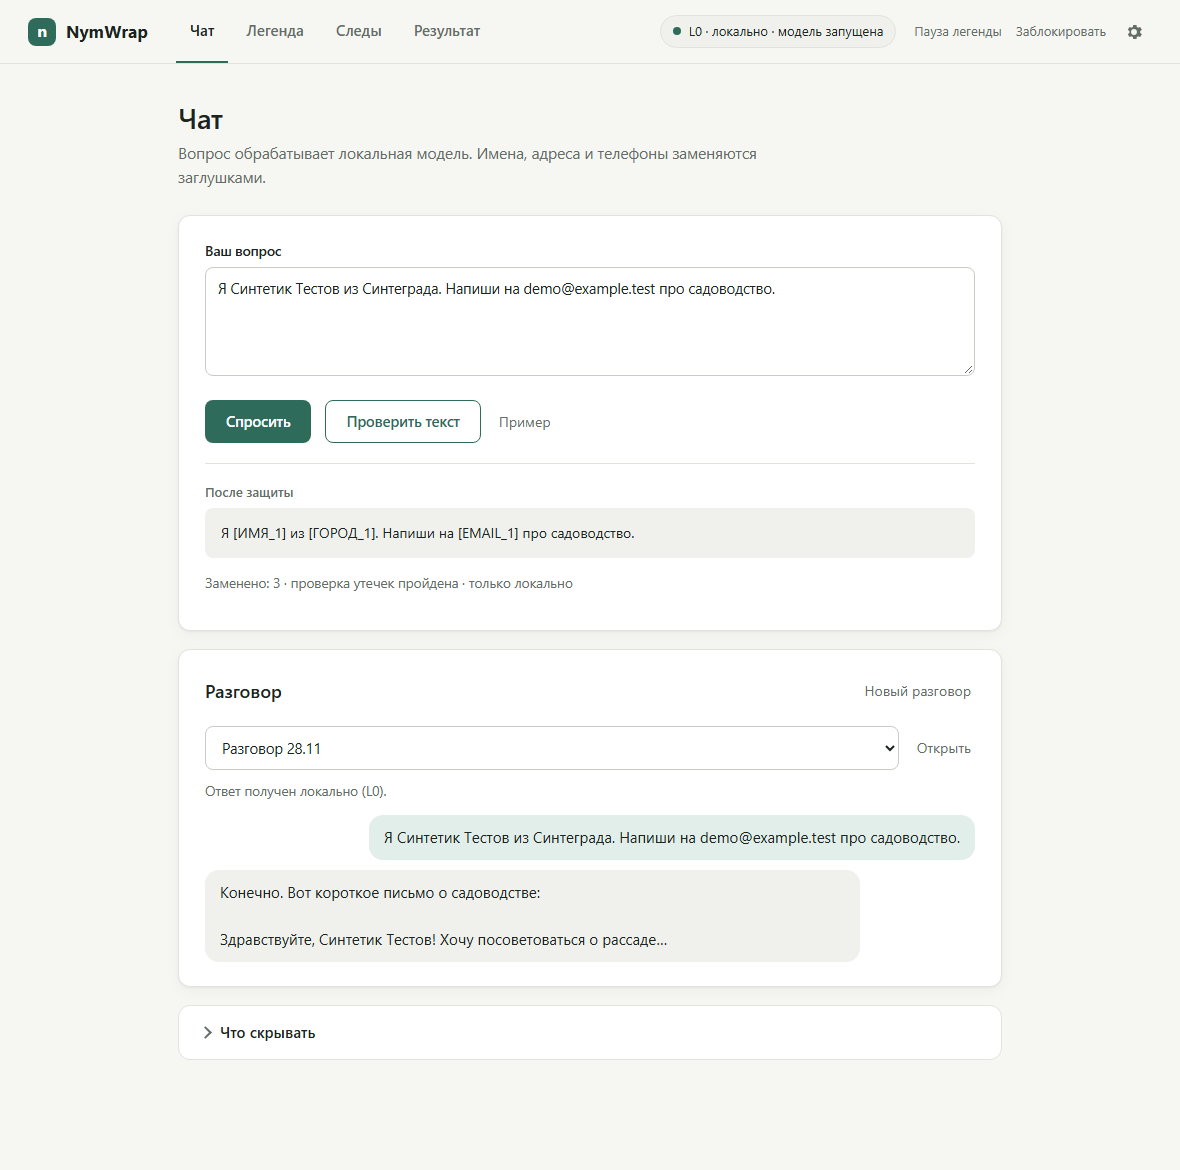 n NymWrap Чат Легенда Следы Результат L0 · локально · модель запущена Пауза легенды Заблокировать
Чат
Вопрос обрабатывает локальная модель. Имена, адреса и телефоны заменяются
заглушками.
Ваш вопрос
Я Синтетик Тестов из Синтеграда. Напиши на demo@example.test про садоводство.
Спросить Проверить текст Пример
После защиты
Я [ИМЯ_1] из [ГОРОД_1]. Напиши на [EMAIL_1] про садоводство.
Заменено: 3 · проверка утечек пройдена · только локально
Разговор Новый разговор
Разговор 28.11 Открыть
Ответ получен локально (L0).
Я Синтетик Тестов из Синтеграда. Напиши на demo@example.test про садоводство.
Конечно. Вот короткое письмо о садоводстве:
Здравствуйте, Синтетик Тестов! Хочу посоветоваться о рассаде...
Что скрывать